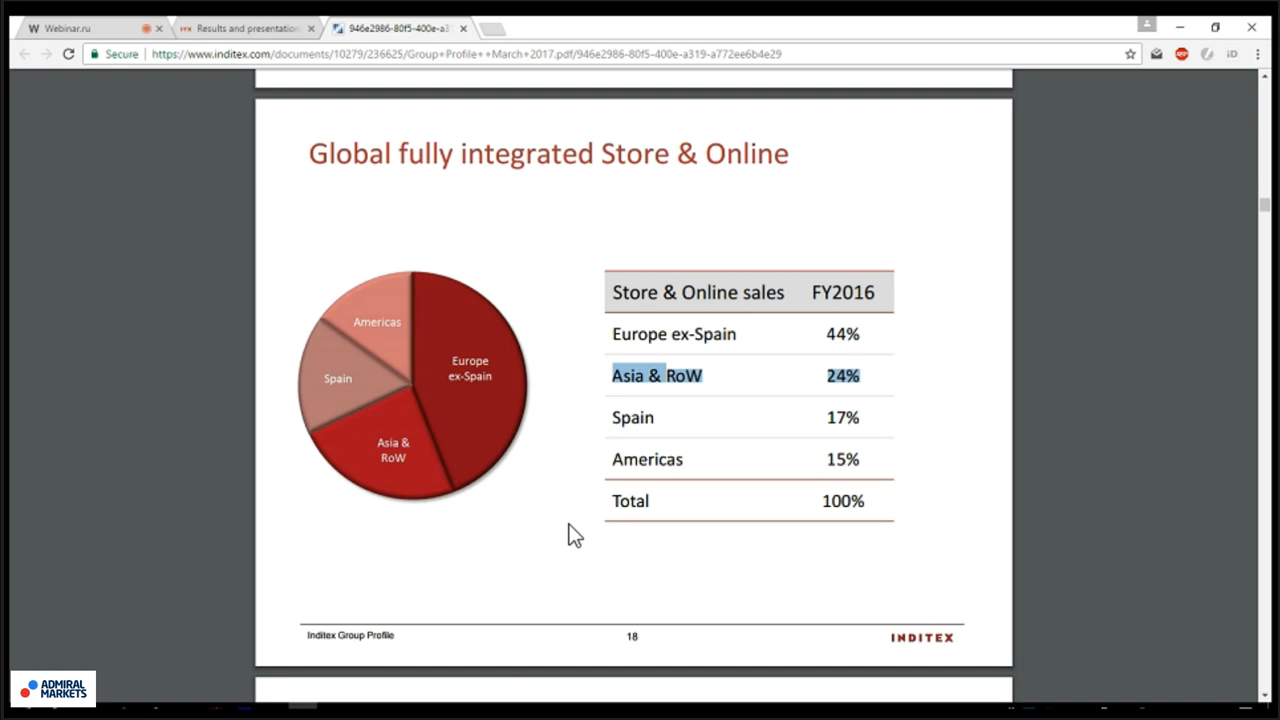 Webinar.ru
Results and presentation
946e2986-80f5-400e-a31
Secure
https://www.inditex.com/documents/10279/236625/Group+Profile++March+2017.pdf/946e2986-80f5-400e-a319-a772ee6b4e29
Global fully integrated Store & Online
Americas
Europe
ex-Spain
Spain
Asia &
RoW
Store & Online sales FY2016
Europe ex-Spain 44%
Asia & RoW 24%
Spain 17%
Americas 15%
Total 100%
Inditex Group Profile
18
INDITEX
ADMIRAL
MARKETS